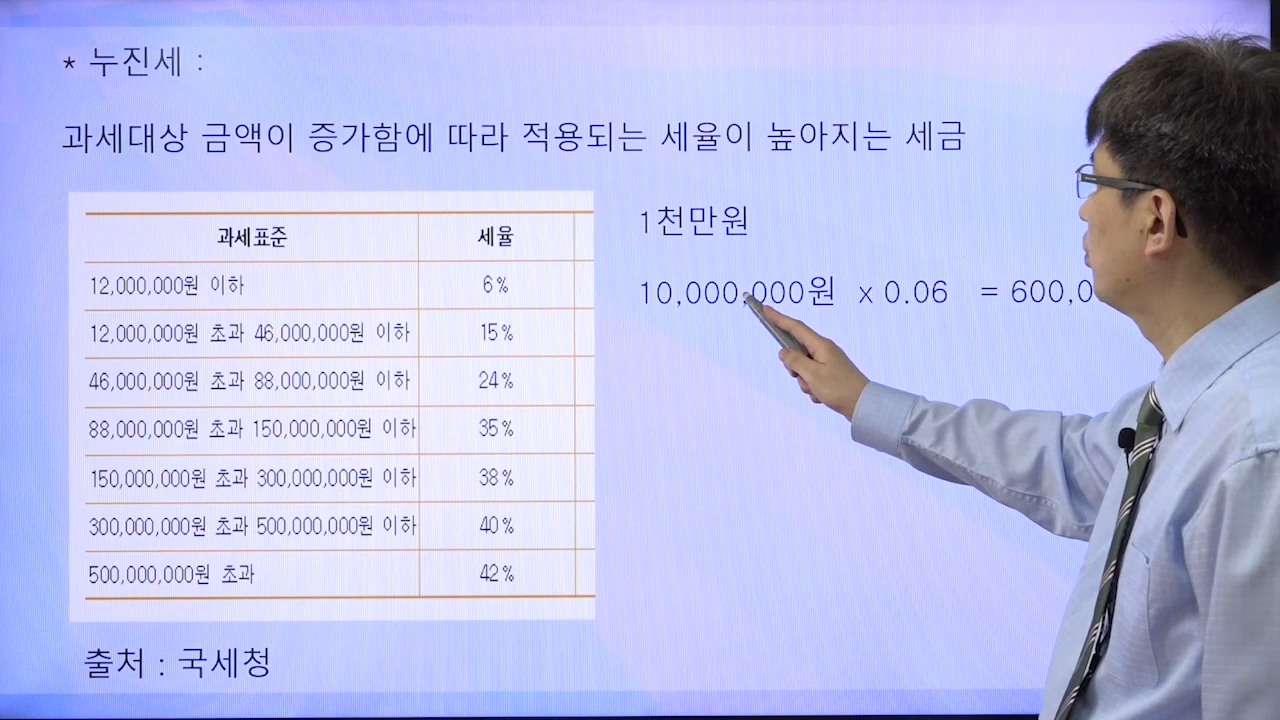 * 누진세 :
과세대상 금액이 증가함에 따라 적용되는 세율이 높아지는 세금
과세표준 세율
12,000,000원 이하 6%
12,000,000원 초과 46,000,000원 이하 15%
46,000,000원 초과 88,000,000원 이하 24%
88,000,000원 초과 150,000,000원 이하 35%
150,000,000원 초과 300,000,000원 이하 38%
300,000,000원 초과 500,000,000원 이하 40%
500,000,000원 초과 42%
출처 : 국세청
1천만원
10,000,000원 x 0.06 = 600,0